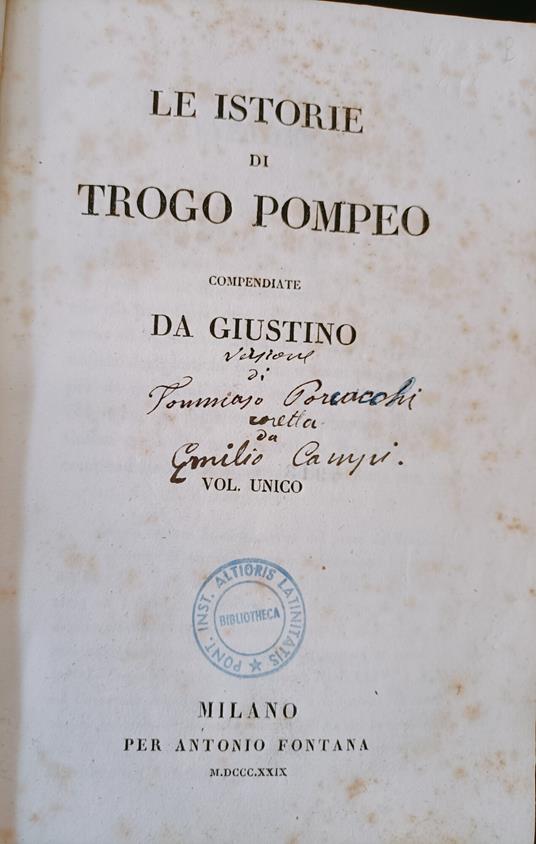 LE ISTORIE
DI
TROGO POMPEO
COMPENDIATE
DA GIUSTINO
versione
di
Tommaso Porcacchi
coretta
da
Emilio Campi.
VOL. UNICO
PONT. INST. ALTIORIS LATINITATIS
BIBLIOTHECA
MILANO
PER ANTONIO FONTANA
M.DCCC.XXIX